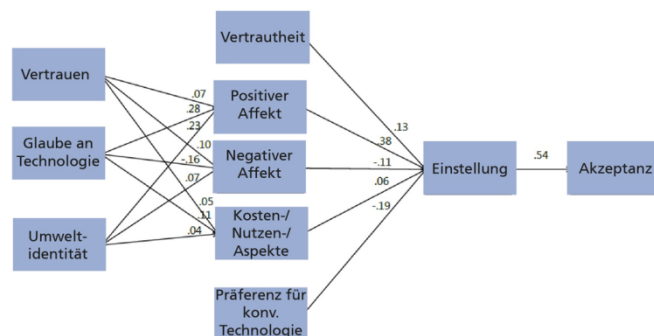 Vertrautheit
Vertrauen
Positiver
Affekt
Glaube an
Technologie
Negativer
Affekt
Umwelt-
identität
Kosten-/
Nutzen-/
Aspekte
Präferenz für
konv.
Technologie
Einstellung
Akzeptanz
.07
.28
.23
.10
-.16
.07
.05
.11
.04
.13
.38
-.11
.06
-.19
.54